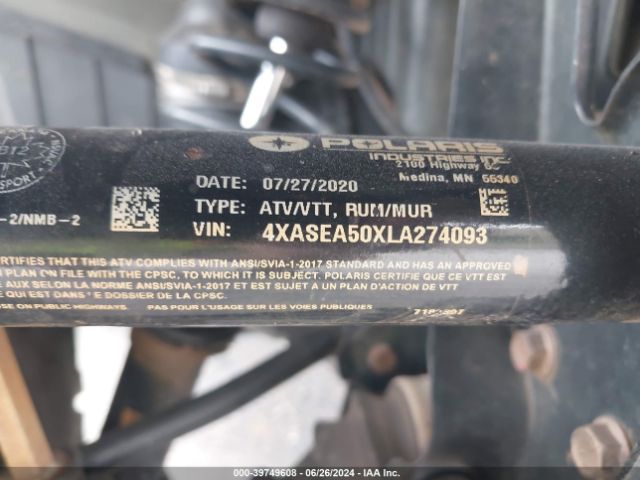 POLARIS
INDUSTRIES INC.
2100 Highway 62
Medina, MN 55340
DATE: 07/27/2020
TYPE: ATV/VTT, RUM/MUR
VIN: 4XASEA50XLA274093
-2/NMB-2
CERTIFIES THAT THIS ATV COMPLIES WITH ANSI/SVIA-1-2017 STANDARD AND HAS AN APPROVED
N PLAN ON FILE WITH THE CPSC, TO WHICH IT IS SUBJECT. POLARIS CERTIFIE QUE CE VTT EST
E AUX SELON LA NORME ANSI/SVIA-1-2017 ET EST SUJET A UN PLAN D'ACTION DE VTT
QUI EST DANS E DOSSIER DE LA CPSC.
SE ON PUBLIC HIGHWAYS. PAS POUR L'USAGE SUR LES VOIES PUBLIQUES
000-39749608 - 06/26/2024 - IAA Inc.